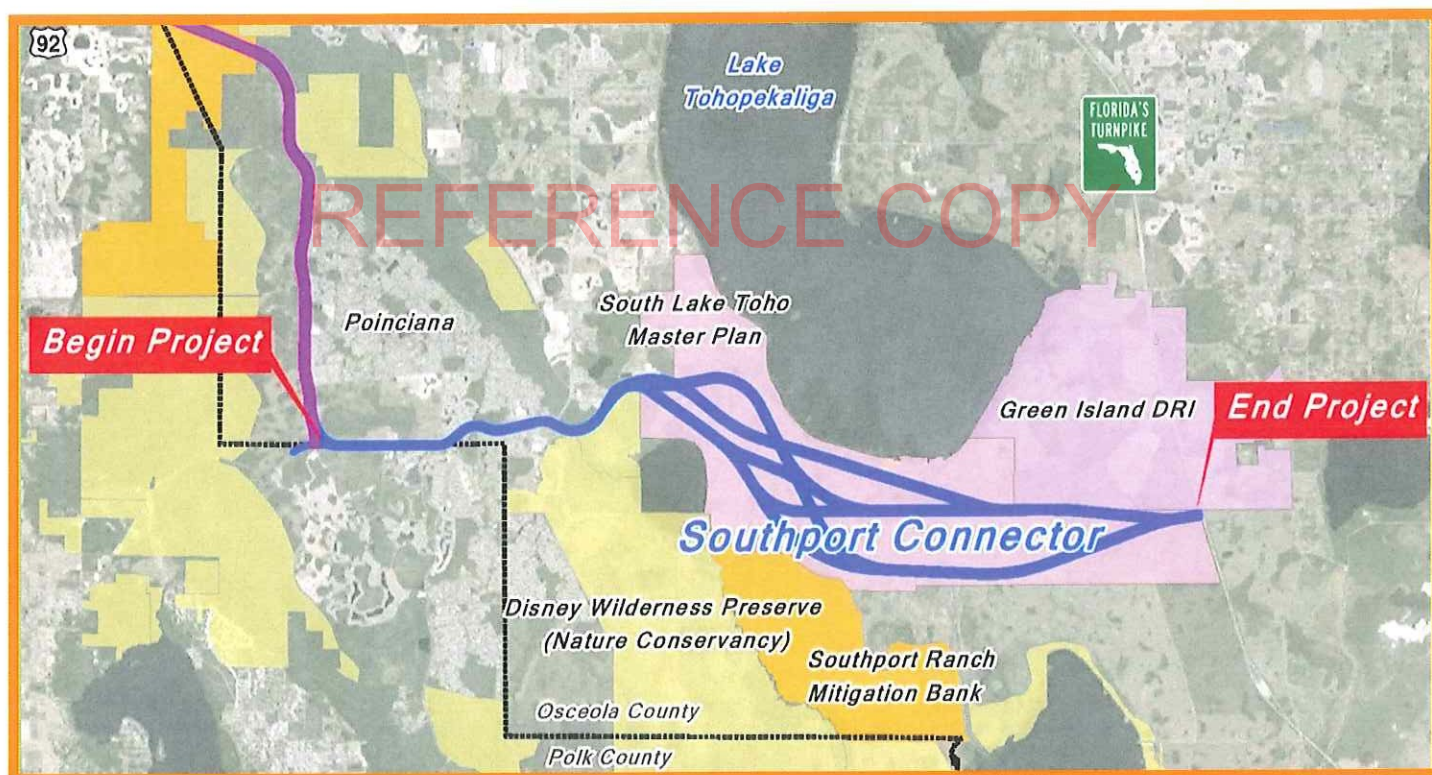 92
Lake
Tohopekaliga
FLORIDA'S
TURNPIKE
REFERENCE COPY
South Lake Toho
Master Plan
Poinciana
Begin Project
Green Island DRI
End Project
Southport Connector
Disney Wilderness Preserve
(Nature Conservancy)
Southport Ranch
Mitigation Bank
Osceola County
Polk County